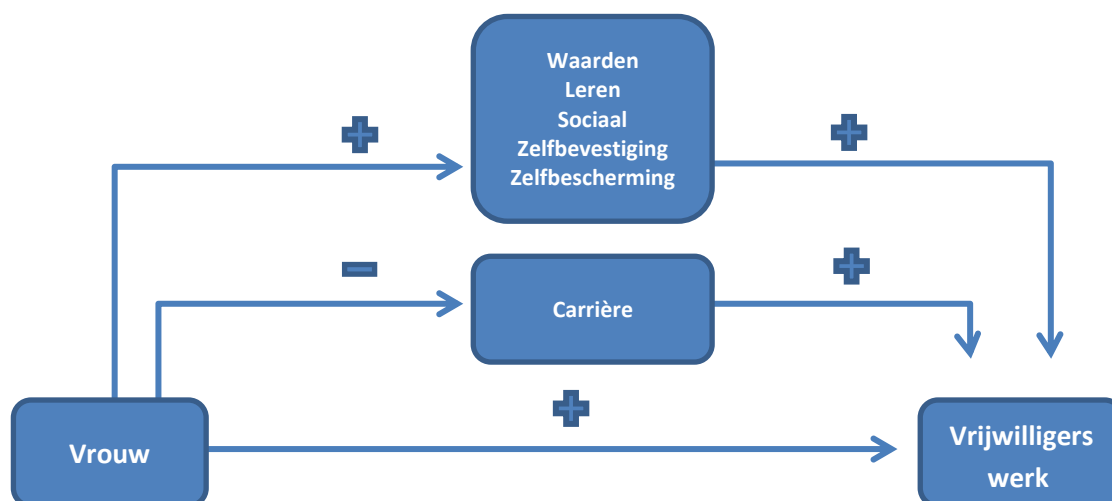 Waarden
Leren
Sociaal
Zelfbevestiging
Zelfbescherming
Carrière
Vrouw
Vrijwilligers
werk